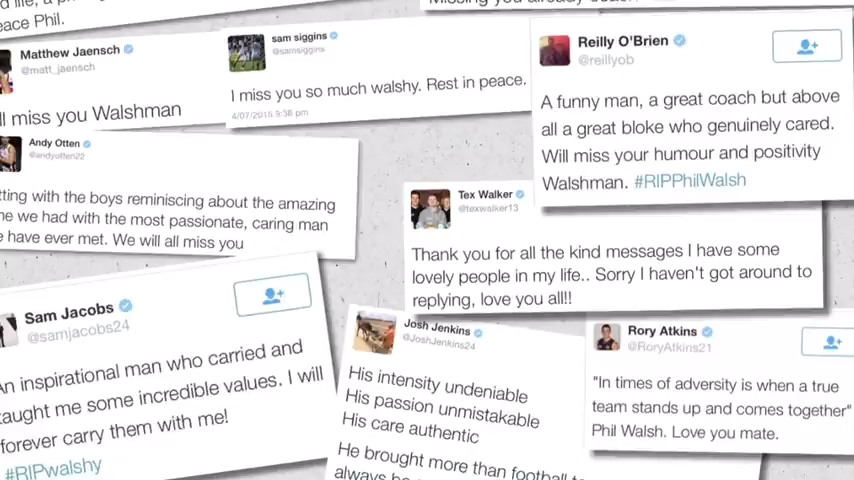 eace Phil.
Missing you already coach
Matthew Jaensch
@matt_jaensch
ll miss you Walshman
sam siggins
@samsiggins
I miss you so much walshy. Rest in peace.
4/07/2015 9:38 pm
Reilly O'Brien
@reillyob
A funny man, a great coach but above
all a great bloke who genuinely cared.
Will miss your humour and positivity
Walshman. #RIPPhilWalsh
Andy Otten
@andyotten22
tting with the boys reminiscing about the amazing
me we had with the most passionate, caring man
e have ever met. We will all miss you
Tex Walker
@texwalker13
Thank you for all the kind messages I have some
lovely people in my life.. Sorry I haven't got around to
replying, love you all!!
Sam Jacobs
@samjacobs24
An inspirational man who carried and
taught me some incredible values. I will
forever carry them with me!
#RIPwalshy
Josh Jenkins
@JoshJenkins24
His intensity undeniable
His passion unmistakable
His care authentic
He brought more than football t
always be
Rory Atkins
@RoryAtkins21
"In times of adversity is when a true
team stands up and comes together"
Phil Walsh. Love you mate.